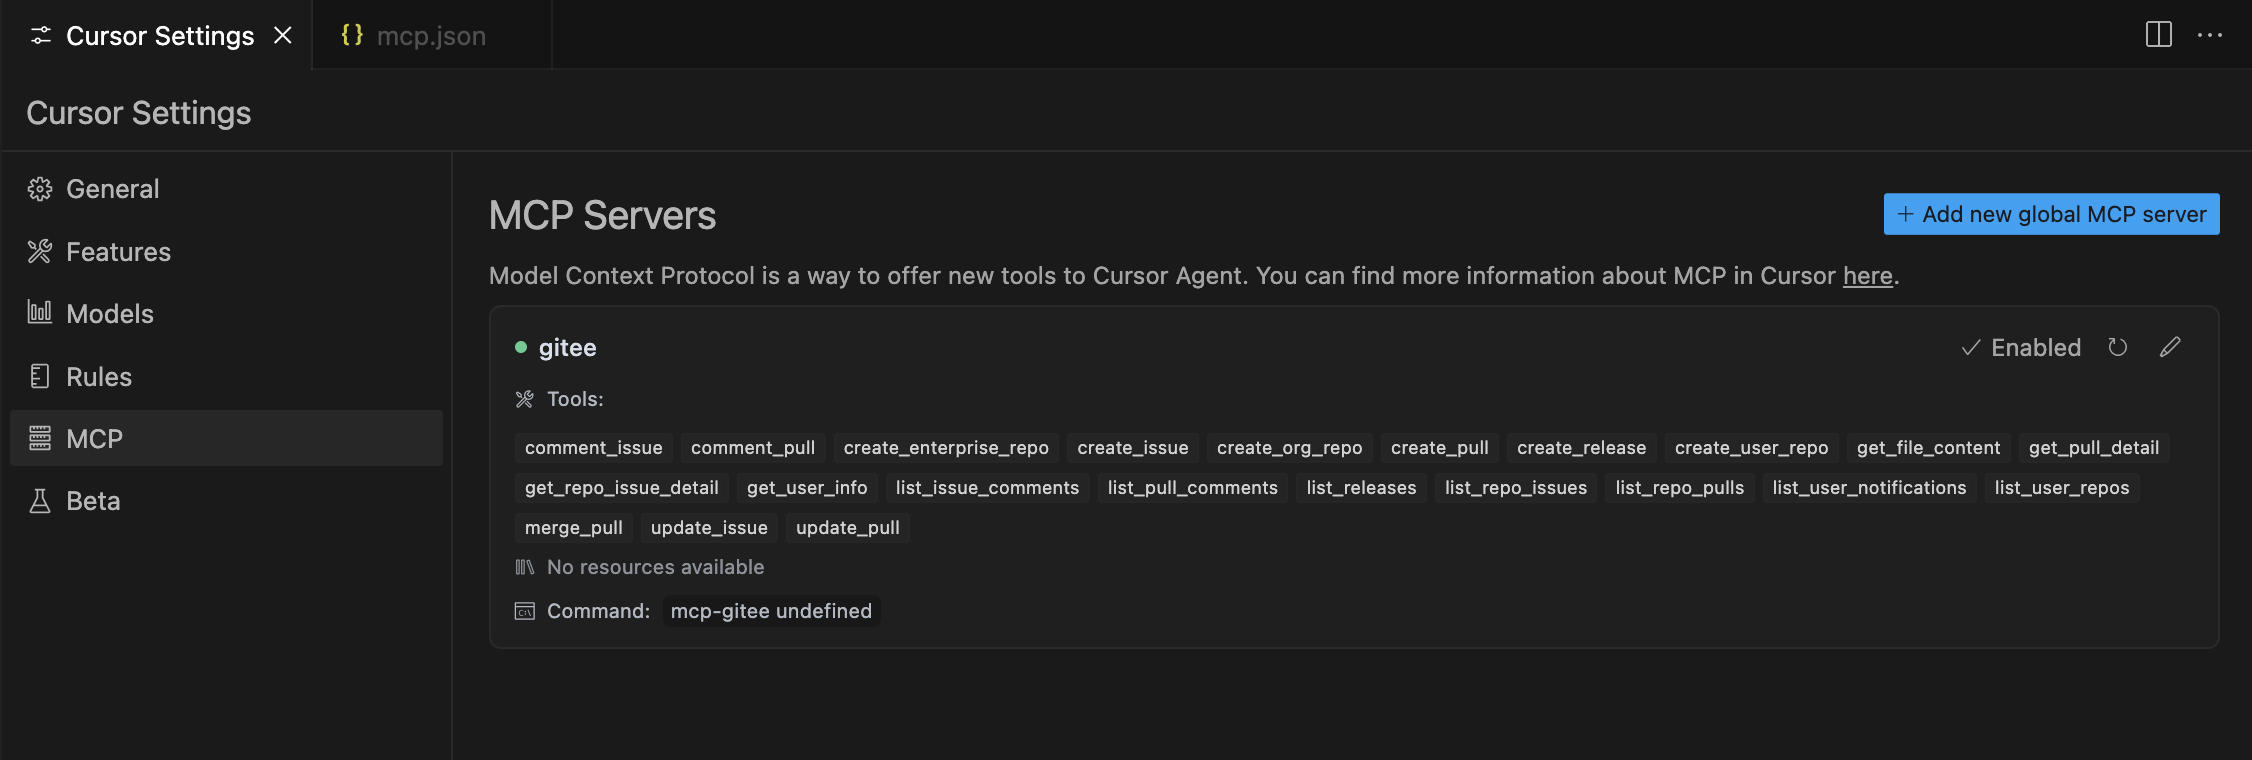 Cursor Settings
mcp.json
Cursor Settings
General
Features
Models
Rules
MCP
Beta
MCP Servers
Add new global MCP server
Model Context Protocol is a way to offer new tools to Cursor Agent. You can find more information about MCP in Cursor here.
gitee
Enabled
Tools:
comment_issue comment_pull create_enterprise_repo create_issue create_org_repo create_pull create_release create_user_repo get_file_content get_pull_detail
get_repo_issue_detail get_user_info list_issue_comments list_pull_comments list_releases list_repo_issues list_repo_pulls list_user_notifications list_user_repos
merge_pull update_issue update_pull
No resources available
Command: mcp-gitee undefined